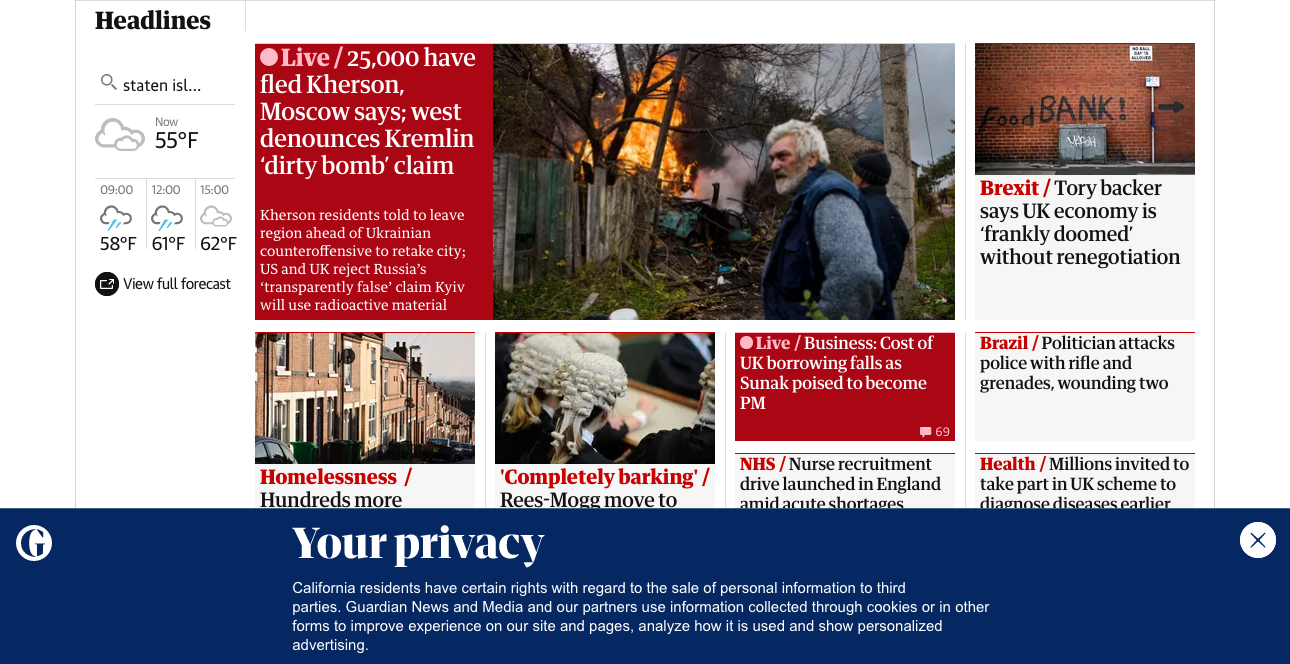 Headlines
staten isl...
Now
55°F
09:00
12:00
15:00
58°F
61°F
62°F
View full forecast
Live / 25,000 have
fled Kherson,
Moscow says; west
denounces Kremlin
‘dirty bomb’ claim
Kherson residents told to leave
region ahead of Ukrainian
counteroffensive to retake city;
US and UK reject Russia’s
‘transparently false’ claim Kyiv
will use radioactive material
NO BALL
GAMES
ALLOWED
Food BANK!
Brexit / Tory backer
says UK economy is
‘frankly doomed’
without renegotiation
Homelessness /
Hundreds more
'Completely barking' /
Rees-Mogg move to
Live / Business: Cost of
UK borrowing falls as
Sunak poised to become
PM
69
Brazil / Politician attacks
police with rifle and
grenades, wounding two
NHS / Nurse recruitment
drive launched in England
amid acute shortages
Health / Millions invited to
take part in UK scheme to
diagnose diseases earlier
G
Your privacy
California residents have certain rights with regard to the sale of personal information to third
parties. Guardian News and Media and our partners use information collected through cookies or in other
forms to improve experience on our site and pages, analyze how it is used and show personalized
advertising.